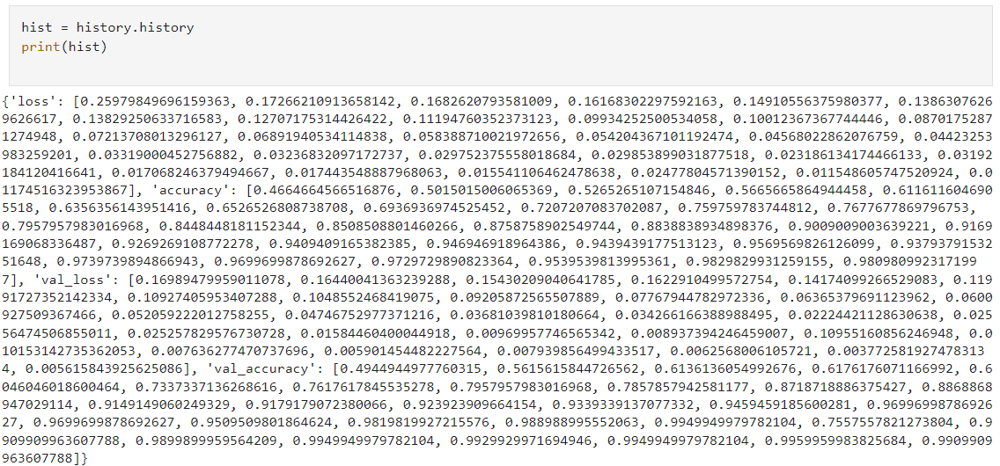 hist = history.history
print(hist)
{'loss': [0.25979849696159363, 0.17266210913658142, 0.1682620793581009, 0.16168302297592163, 0.14910556375980377, 0.1386307626
9626617, 0.13829250633716583, 0.12707175314426422, 0.11194760352373123, 0.09934252500534058, 0.10012367367744446, 0.0870175287
1274948, 0.07213708013296127, 0.06891940534114838, 0.058388710021972656, 0.054204367101192474, 0.04568022862076759, 0.04423253
983259201, 0.03319000452756882, 0.03236832097172737, 0.029752375558018684, 0.029853899031877518, 0.023186134174466133, 0.03192
184120416641, 0.017068246379494667, 0.017443548887968063, 0.015541106462478638, 0.02477804571390152, 0.0115486057475209­24, 0.0
11745163239538​67], 'accuracy': [0.4664664566516876, 0.5015015006065369, 0.5265265107154846, 0.5665665864944458, 0.611611604690
5518, 0.6356356143951416, 0.6526526808738708, 0.6936936974525452, 0.7207207083702087, 0.759759783744812, 0.7677677869796753,
0.7957957983016968, 0.8448448181152344, 0.8508508801460266, 0.8758758902549744, 0.8838838934898376, 0.9009009003639221, 0.9169
169068336487, 0.9269269108772278, 0.9409409165382385, 0.946946918964386, 0.9439439177513123, 0.9569569826126099, 0.93793791532
51648, 0.9739739894866943, 0.9699699878692627, 0.9729729890823364, 0.9539539813995361, 0.9829829931259155, 0.980980992317199
7], 'val_loss': [0.16989479959011078, 0.16440041363239288, 0.15430209040641785, 0.1622910499572754, 0.14174099266529083, 0.119
91727352142334, 0.10927405953407288, 0.1048552468419075, 0.09205872565507889, 0.07767944782972336, 0.06365379691123962, 0.0600
927509367466, 0.052059222012758255, 0.04746752977371216, 0.03681039810180664, 0.034266166388988495, 0.02224421128630638, 0.025
56474506855011, 0.025257829576730728, 0.01584460400044918, 0.00969957746565342, 0.008937394246459007, 0.10955160856246948, 0.0
10153142735362053, 0.007636277470737696, 0.005901454482227564, 0.007939856499433517, 0.0062568006105721, 0.003772581927478313
4, 0.005615843925625086], 'val_accuracy': [0.4944944977760315, 0.5615615844726562, 0.6136136054992676, 0.6176176071166992, 0.6
046046018600464, 0.7337337136268616, 0.7617617845535278, 0.7957957983016968, 0.7857857942581177, 0.8718718886375427, 0.8868868
947029114, 0.9149149060249329, 0.9179179072380066, 0.923923909664154, 0.9339339137077332, 0.9459459185600281, 0.96996998786926
27, 0.9699699878692627, 0.9509509801864624, 0.9819819927215576, 0.988988995552063, 0.9949949979782104, 0.7557557821273804, 0.9
909909963607788, 0.9899899959564209, 0.9949949979782104, 0.9929929971694946, 0.9949949979782104, 0.9959959983825684, 0.9909909
963607788]}